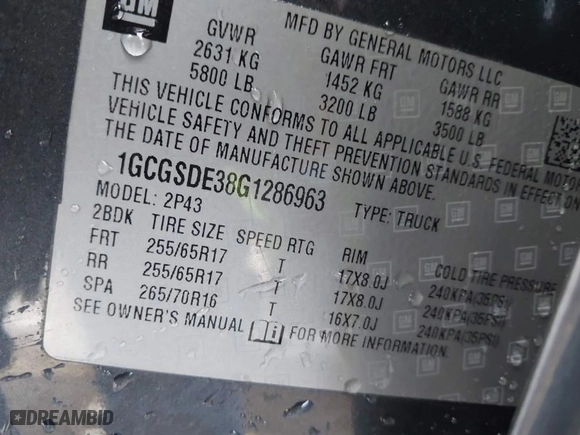 GM
MFD BY GENERAL MOTORS LLC
GVWR GAWR FRT GAWR RR
2631 KG 1452 KG 1588 KG
5800 LB 3200 LB 3500 LB
THIS VEHICLE CONFORMS TO ALL APPLICABLE U.S. FEDERAL MOTOR
VEHICLE SAFETY AND THEFT PREVENTION STANDARDS IN EFFECT ON
THE DATE OF MANUFACTURE SHOWN ABOVE.
1GCGSDE38G1286963 TYPE: TRUCK
MODEL: 2P43
2BDK TIRE SIZE SPEED RTG RIM COLD TIRE PRESSURE
FRT 255/65R17 T 17X8.0J 240KPA(35PSI)
RR 255/65R17 T 17X8.0J 240KPA(35PSI)
SPA 265/70R16 T 16X7.0J 240KPA(35PSI)
SEE OWNER'S MANUAL FOR MORE INFORMATION.
DREAMBID